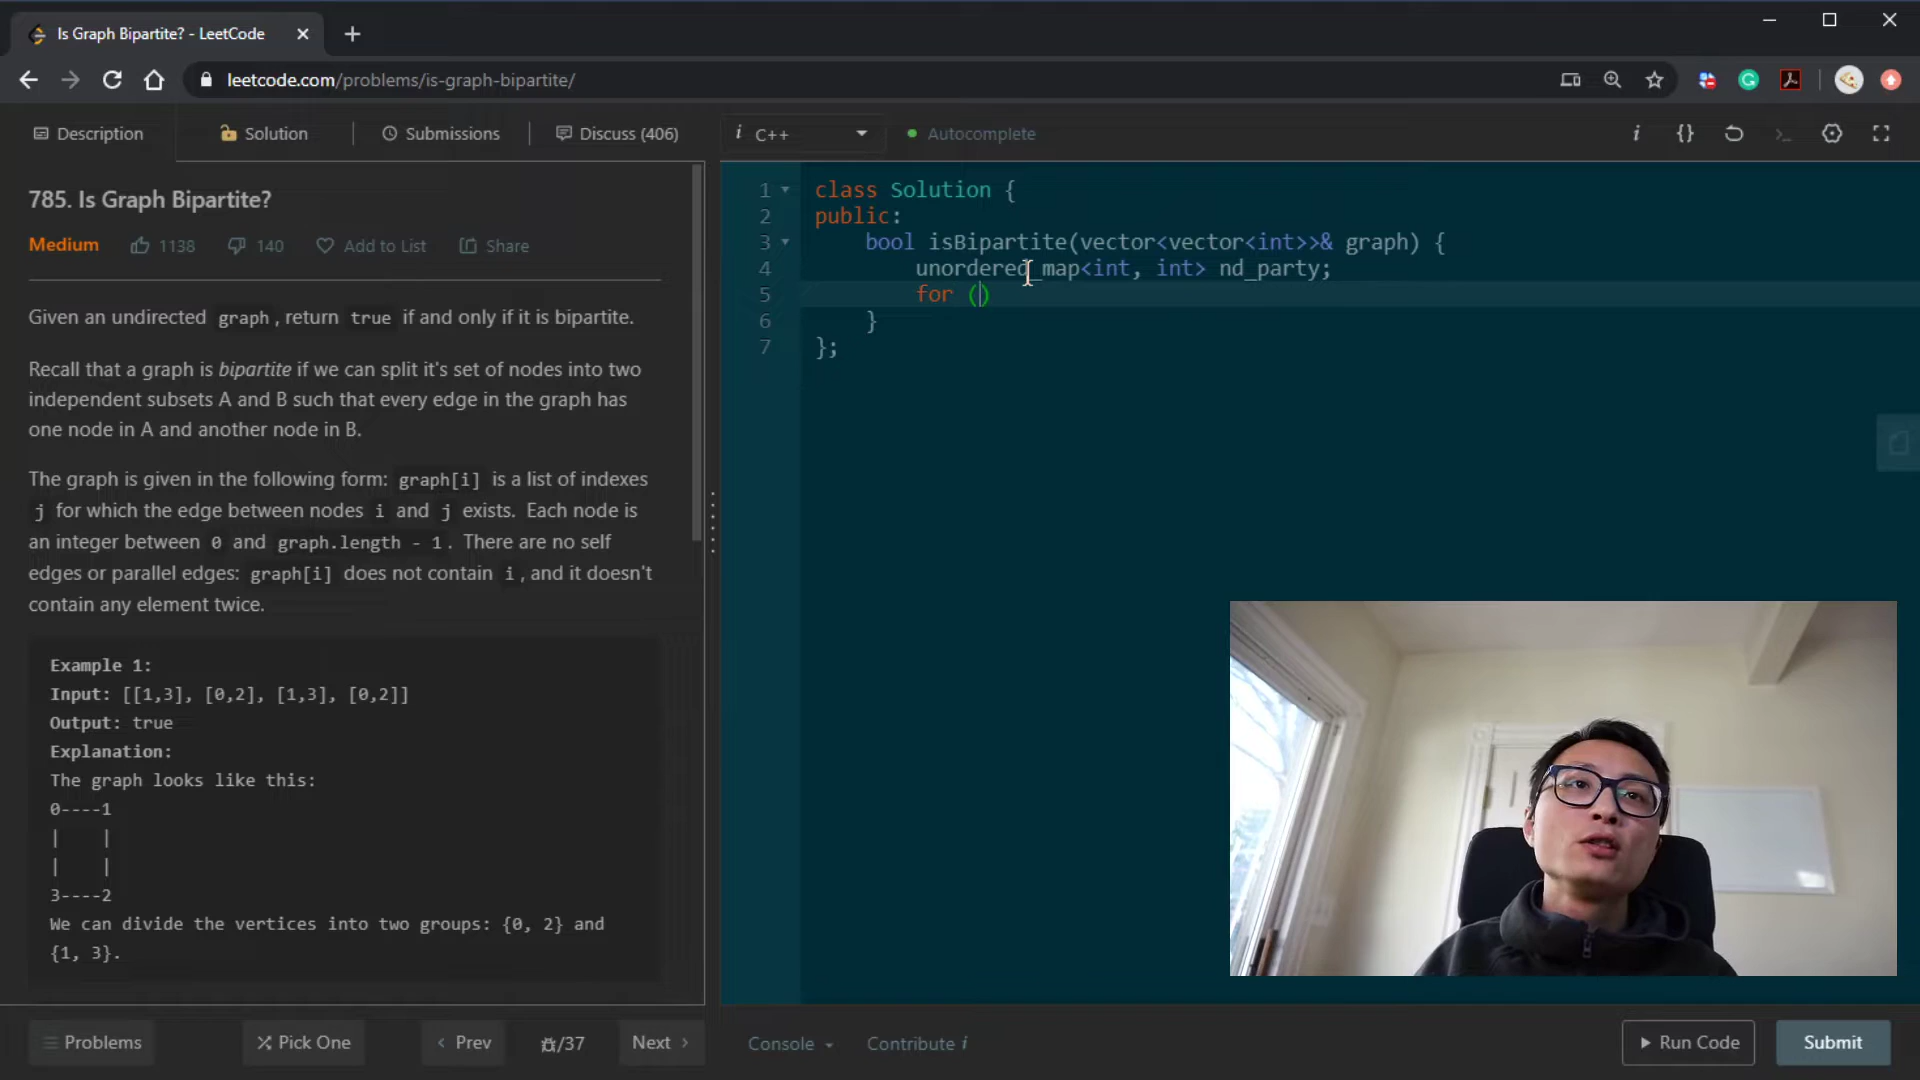 Is Graph Bipartite? - LeetCode
leetcode.com/problems/is-graph-bipartite/
Description
Solution
Submissions
Discuss (406)
i C++
Autocomplete
785. Is Graph Bipartite?
Medium 1138 140 Add to List Share
Given an undirected graph, return true if and only if it is bipartite.
Recall that a graph is bipartite if we can split it's set of nodes into two
independent subsets A and B such that every edge in the graph has
one node in A and another node in B.
The graph is given in the following form: graph[i] is a list of indexes
j for which the edge between nodes i and j exists. Each node is
an integer between 0 and graph.length - 1. There are no self
edges or parallel edges: graph[i] does not contain i, and it doesn't
contain any element twice.
Example 1:
Input: [[1,3], [0,2], [1,3], [0,2]]
Output: true
Explanation:
The graph looks like this:
0----1
|    |
|    |
3----2
We can divide the vertices into two groups: {0, 2} and
{1, 3}.
1 class Solution {
2 public:
3 bool isBipartite(vector<vector<int>>& graph) {
4 unordered_map<int, int> nd_party;
5 for ()
6 }
7 };
Problems
Pick One
Prev
/37
Next
Console
Contribute i
Run Code
Submit